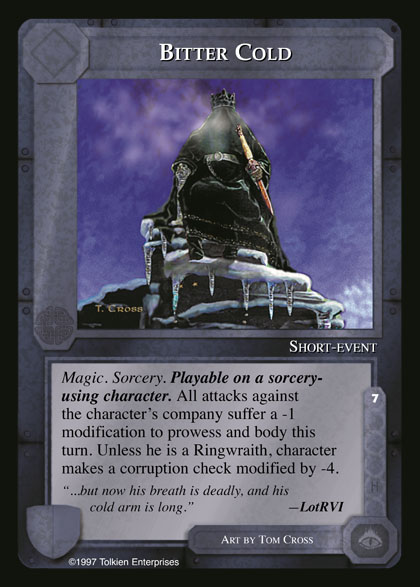 BITTER COLD
T. CROSS
SHORT-EVENT
Magic. Sorcery. Playable on a sorcery-
using character. All attacks against
the character's company suffer a -1
modification to prowess and body this
turn. Unless he is a Ringwraith, character
makes a corruption check modified by -4.
7
“...but now his breath is deadly, and his
cold arm is long.” –LotRVI
H
ART BY TOM CROSS
©1997 Tolkien Enterprises